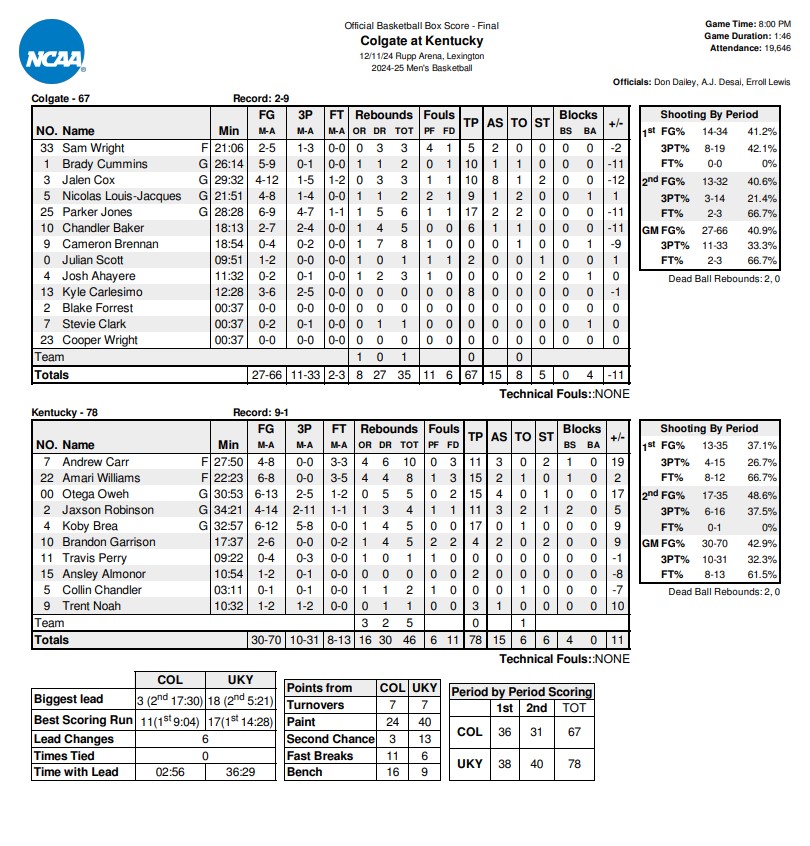 NCAA
Official Basketball Box Score - Final
Colgate at Kentucky
12/11/24 Rupp Arena, Lexington
2024-25 Men's Basketball
Game Time: 8:00 PM
Game Duration: 1:46
Attendance: 19,646
Officials: Don Dailey, A.J. Desai, Erroll Lewis
Colgate - 67 Record: 2-9
FG 3P FT Rebounds Fouls Blocks
NO. Name Min M-A M-A M-A OR DR TOT PF FD TP AS TO ST BS BA +/-
33 Sam Wright F 21:06 2-5 1-3 0-0 0 3 3 4 1 5 2 0 0 0 0 -2
1 Brady Cummins G 26:14 5-9 0-1 0-0 1 1 2 0 1 10 1 1 0 0 0 -11
3 Jalen Cox G 29:32 4-12 1-5 1-2 0 3 3 1 1 10 8 1 2 0 0 -12
5 Nicolas Louis-Jacques G 21:51 4-8 1-4 0-0 1 1 2 2 1 9 1 2 0 0 1 1
25 Parker Jones G 28:28 6-9 4-7 1-1 1 5 6 1 1 17 2 2 0 0 0 -11
10 Chandler Baker 18:13 2-7 2-4 0-0 1 4 5 0 0 6 1 1 0 0 0 -11
9 Cameron Brennan 18:54 0-4 0-2 0-0 1 7 8 1 0 0 0 0 0 0 1 -9
0 Julian Scott 09:51 1-2 0-0 0-0 1 0 1 1 1 2 0 0 1 0 0 1
4 Josh Ahayere 11:32 0-2 0-1 0-0 1 2 3 1 0 0 0 0 2 0 1 0
13 Kyle Carlesimo 12:28 3-6 2-5 0-0 0 0 0 0 0 8 0 0 0 0 0 -1
2 Blake Forrest 00:37 0-0 0-0 0-0 0 0 0 0 0 0 0 0 0 0 0 0
7 Stevie Clark 00:37 0-2 0-1 0-0 0 1 1 0 0 0 0 0 0 0 1 0
23 Cooper Wright 00:37 0-0 0-0 0-0 0 0 0 0 0 0 0 0 0 0 0 0
Team 1 0 1 0 0
Totals 27-66 11-33 2-3 8 27 35 11 6 67 15 8 5 0 4 -11
Technical Fouls::NONE
Shooting By Period
1st FG% 14-34 41.2%
3PT% 8-19 42.1%
FT% 0-0 0%
2nd FG% 13-32 40.6%
3PT% 3-14 21.4%
FT% 2-3 66.7%
GM FG% 27-66 40.9%
3PT% 11-33 33.3%
FT% 2-3 66.7%
Dead Ball Rebounds: 2, 0
Kentucky - 78 Record: 9-1
FG 3P FT Rebounds Fouls Blocks
NO. Name Min M-A M-A M-A OR DR TOT PF FD TP AS TO ST BS BA +/-
7 Andrew Carr F 27:50 4-8 0-0 3-3 4 6 10 0 3 11 3 0 2 1 0 19
22 Amari Williams F 22:23 6-8 0-0 3-6 4 4 8 1 3 15 2 1 0 1 0 2
00 Otega Oweh G 30:53 6-13 2-5 1-2 0 5 5 0 2 15 4 0 1 0 0 17
2 Jaxson Robinson G 34:21 4-14 2-11 1-1 3 1 4 1 1 11 3 2 1 2 0 5
4 Koby Brea G 32:57 6-12 5-8 0-0 1 4 5 1 0 17 0 1 0 0 0 9
10 Brandon Garrison 17:37 2-6 0-0 0-2 1 4 5 2 2 4 2 0 2 0 0 9
11 Travis Perry 09:22 0-4 0-3 0-0 1 0 1 0 0 0 1 0 0 0 0 -1
15 Ansley Almonor 10:54 1-2 0-1 0-0 0 0 0 0 0 2 0 0 0 0 0 -8
5 Collin Chandler 03:11 0-1 0-1 0-0 1 1 2 1 0 0 0 0 0 0 0 -7
9 Trent Noah 10:32 1-2 1-2 0-0 0 1 1 0 0 3 1 0 0 0 0 10
Team 3 2 5 0 1
Totals 30-70 10-31 8-13 16 30 46 6 11 78 15 6 6 4 0 11
Technical Fouls::NONE
Shooting By Period
1st FG% 13-35 37.1%
3PT% 4-15 26.7%
FT% 8-12 66.7%
2nd FG% 17-35 48.6%
3PT% 6-16 37.5%
FT% 0-1 0%
GM FG% 30-70 42.9%
3PT% 10-31 32.3%
FT% 8-13 61.5%
Dead Ball Rebounds: 2, 0
COL UKY
Biggest lead 3 (2nd 17:30) 18 (2nd 5:21)
Best Scoring Run 11(1st 9:04) 17(1st 14:28)
Lead Changes 6
Times Tied 0
Time with Lead 02:56 36:29
Points from COL UKY
Turnovers 7 7
Paint 24 40
Second Chance 3 13
Fast Breaks 11 6
Bench 16 9
Period by Period Scoring
1st 2nd TOT
COL 36 31 67
UKY 38 40 78